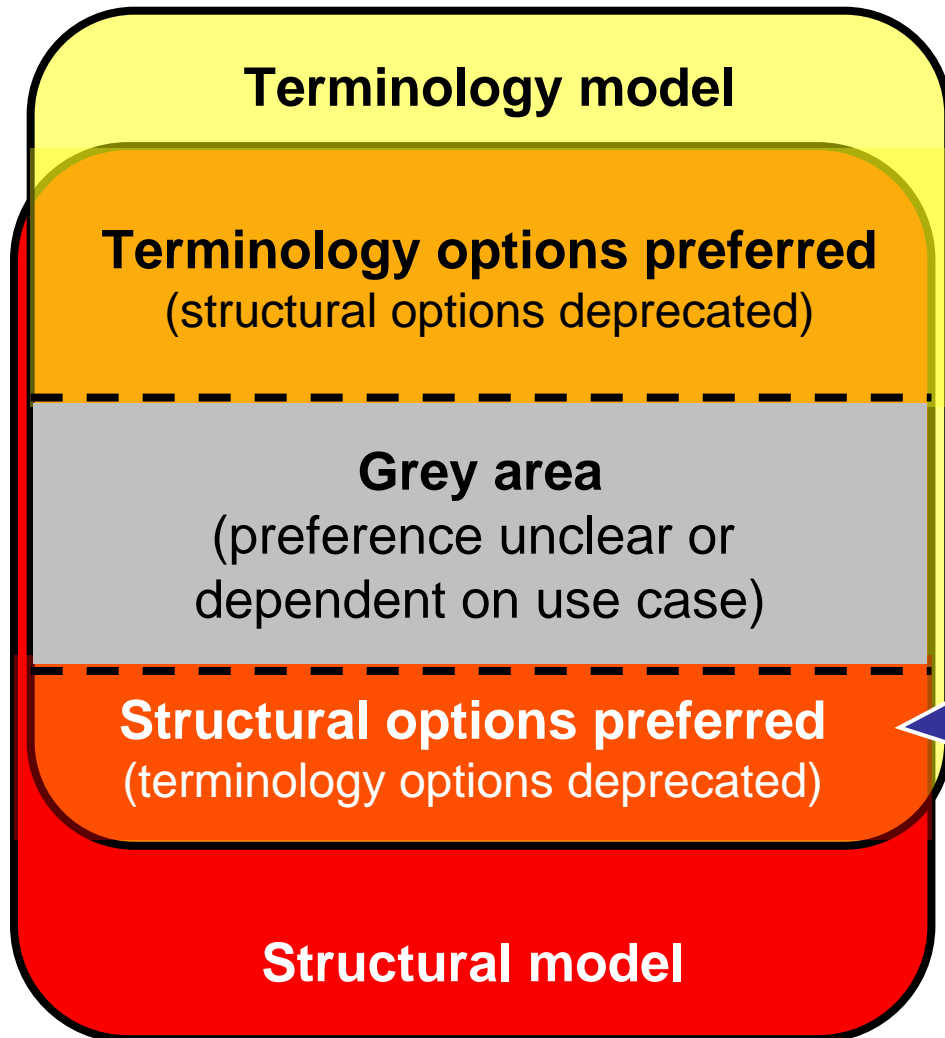 Terminology model
Terminology options preferred
(structural options deprecated)
Grey area
(preference unclear or
dependent on use case)
Structural options preferred
(terminology options deprecated)
Structural model